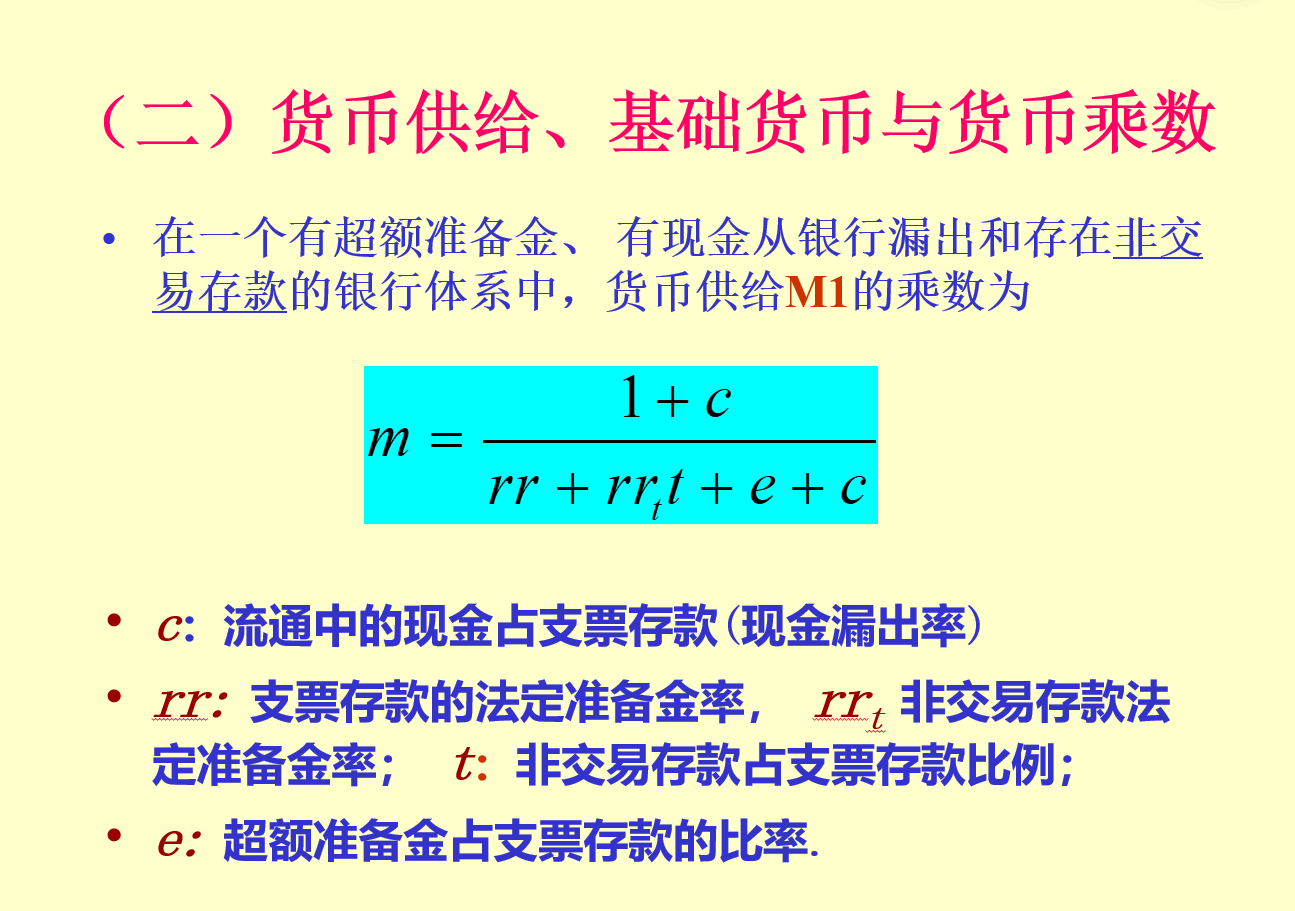 （二）货币供给、基础货币与货币乘数
• 在一个有超额准备金、 有现金从银行漏出和存在非交
易存款的银行体系中，货币供给M1的乘数为
m = \frac{1 + c}{rr + rr_t t + e + c}
• c: 流通中的现金占支票存款(现金漏出率)
• rr: 支票存款的法定准备金率， rr_t 非交易存款法
定准备金率； t: 非交易存款占支票存款比例；
• e: 超额准备金占支票存款的比率.